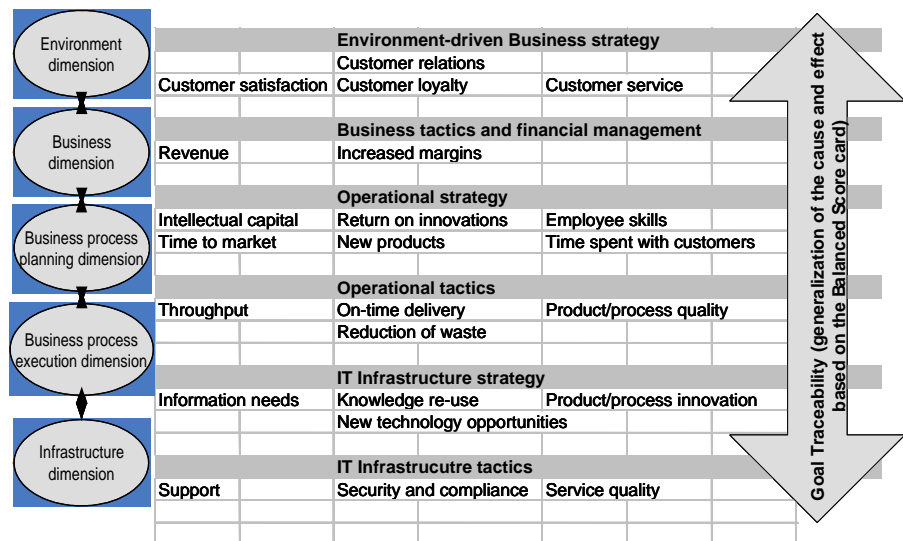 Environment
dimension
Business
dimension
Business process
planning dimension
Business process
execution dimension
Infrastructure
dimension
Environment-driven Business strategy
Customer relations
Customer satisfaction Customer loyalty Customer service
Business tactics and financial management
Revenue Increased margins
Operational strategy
Intellectual capital Return on innovations Employee skills
Time to market New products Time spent with customers
Operational tactics
Throughput On-time delivery Product/process quality
Reduction of waste
IT Infrastructure strategy
Information needs Knowledge re-use Product/process innovation
New technology opportunities
IT Infrastrucutre tactics
Support Security and compliance Service quality
Goal Traceability (generalization of the cause and effect
based on the Balanced Score card)